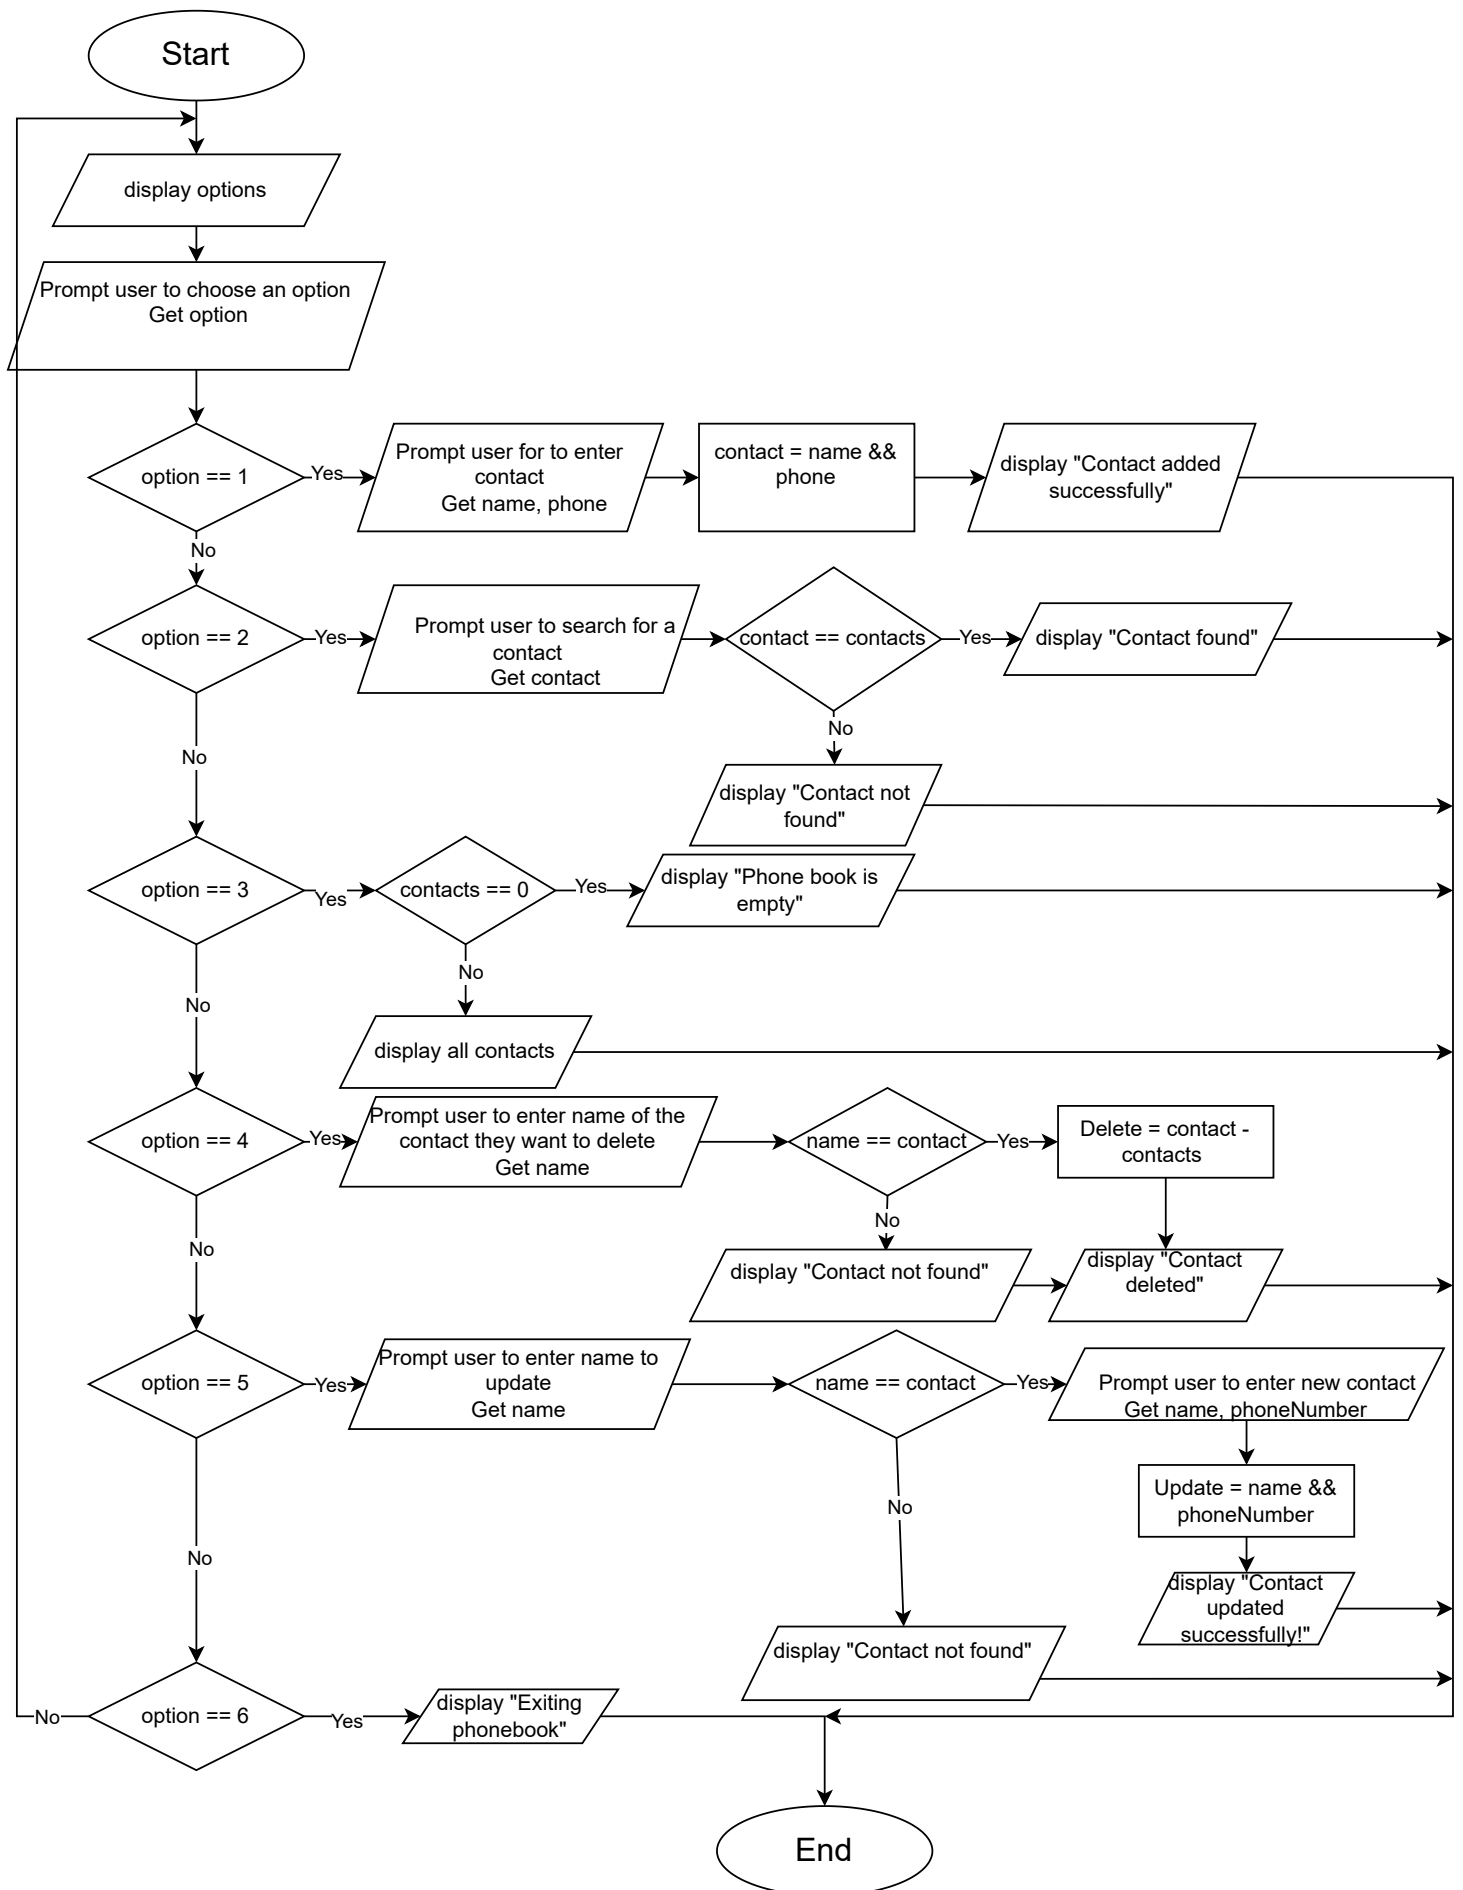 Start
display options
Prompt user to choose an option
Get option
option == 1
Yes
Prompt user for to enter
contact
Get name, phone
contact = name &&
phone
display "Contact added
successfully"
No
option == 2
Yes
Prompt user to search for a
contact
Get contact
contact == contacts
Yes
display "Contact found"
No
display "Contact not
found"
No
option == 3
Yes
contacts == 0
Yes
display "Phone book is
empty"
No
display all contacts
No
option == 4
Yes
Prompt user to enter name of the
contact they want to delete
Get name
name == contact
Yes
Delete = contact -
contacts
No
display "Contact not found"
display "Contact
deleted"
No
option == 5
Yes
Prompt user to enter name to
update
Get name
name == contact
Yes
Prompt user to enter new contact
Get name, phoneNumber
Update = name &&
phoneNumber
No
display "Contact
updated
successfully!"
No
display "Contact not found"
No
option == 6
Yes
display "Exiting
phonebook"
End